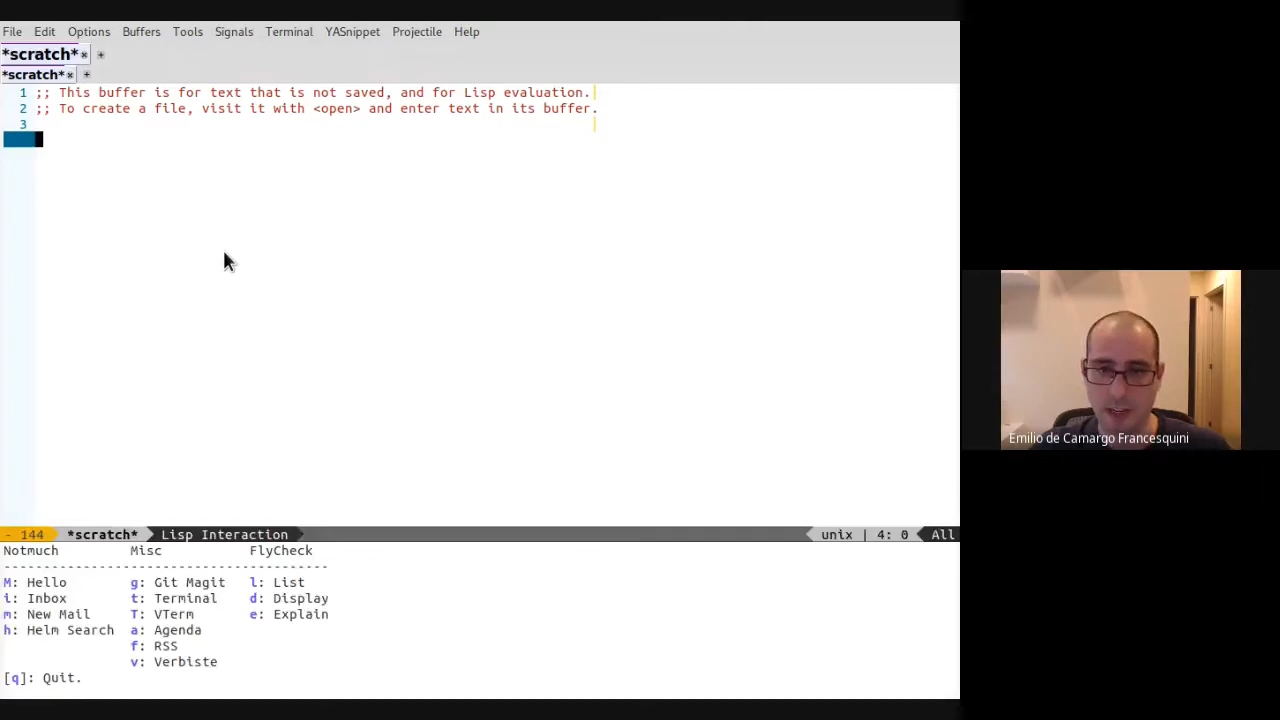 File Edit Options Buffers Tools Signals Terminal YASnippet Projectile Help
*scratch* × +
*scratch* × +
1 ;; This buffer is for text that is not saved, and for Lisp evaluation.
2 ;; To create a file, visit it with <open> and enter text in its buffer.
3
- 144 *scratch* Lisp Interaction unix | 4: 0 All
Notmuch Misc FlyCheck
-----------------------------------------
M: Hello g: Git Magit l: List
i: Inbox t: Terminal d: Display
m: New Mail T: VTerm e: Explain
h: Helm Search a: Agenda
f: RSS
v: Verbiste
[q]: Quit.
Emilio de Camargo Francesquini